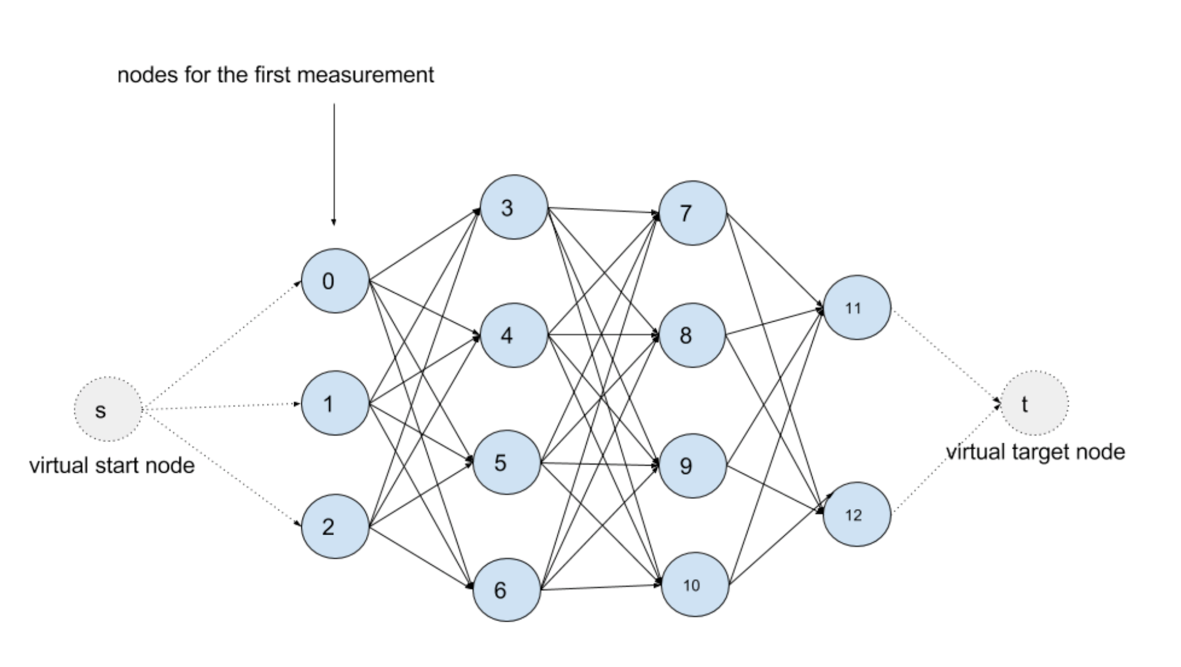 nodes for the first measurement
3
7
0
11
4
8
1
s
t
virtual target node
virtual start node
5
9
12
2
6
10